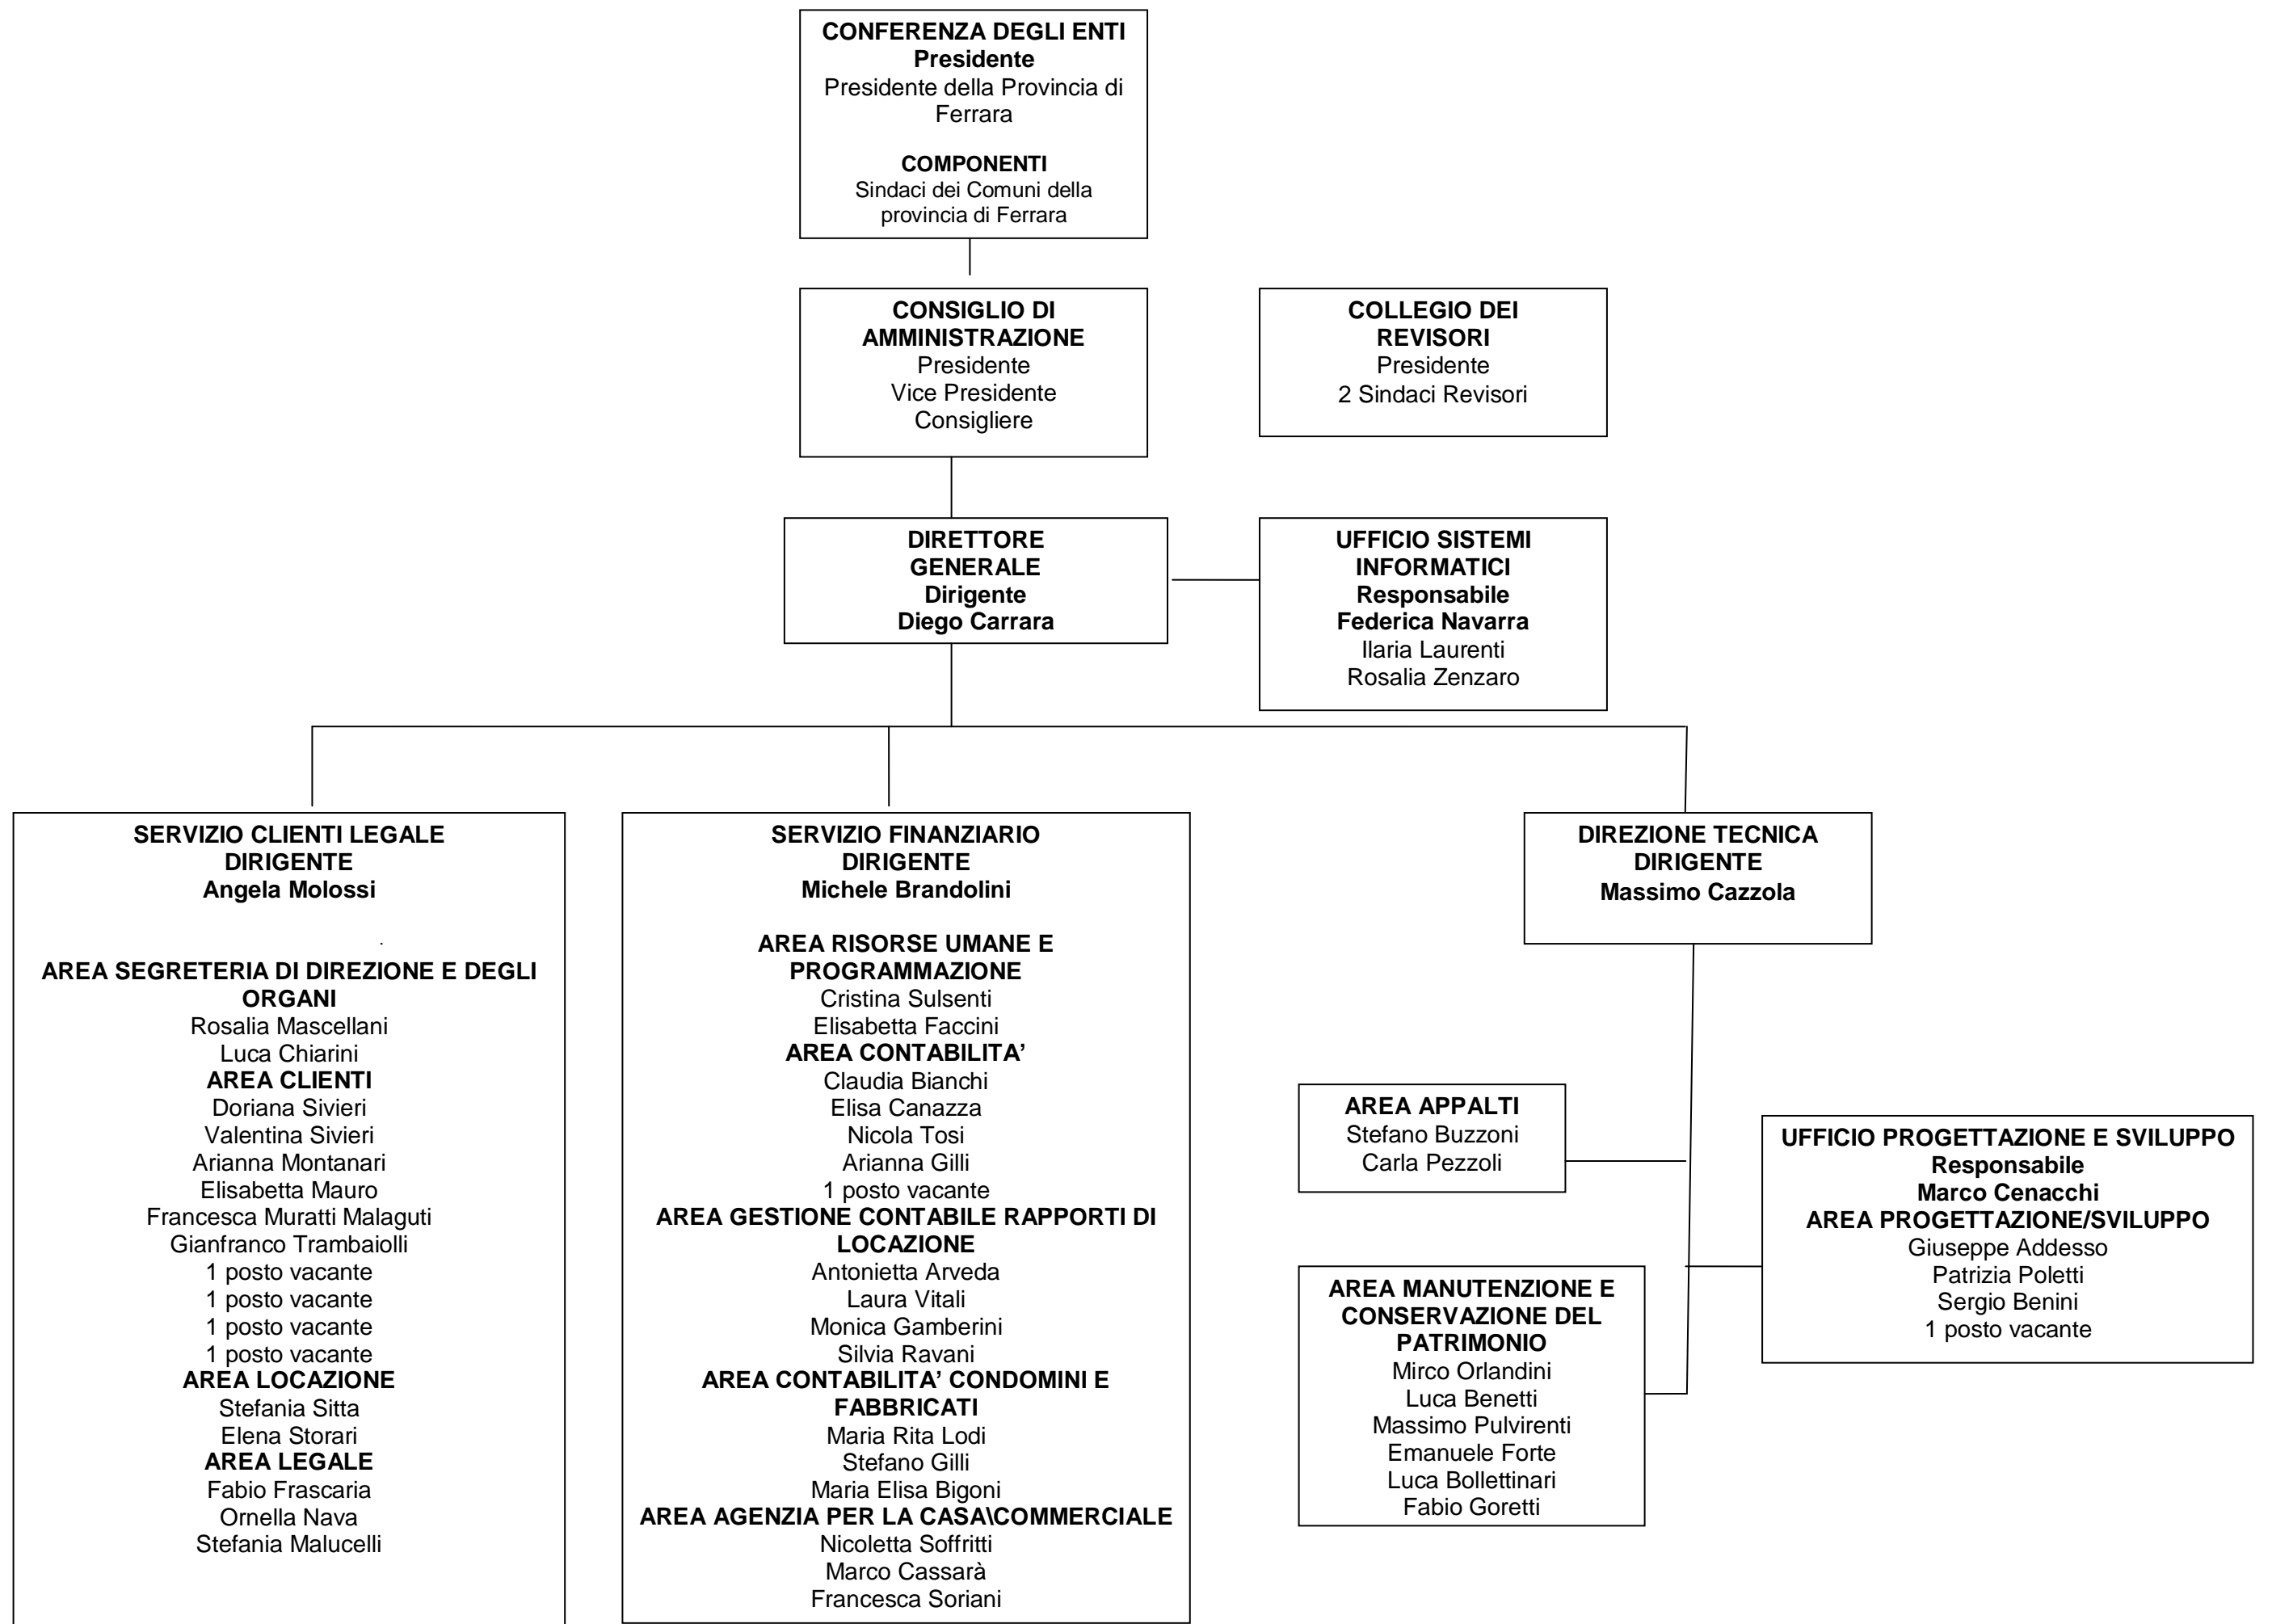 CONFERENZA DEGLI ENTI
Presidente
Presidente della Provincia di
Ferrara
COMPONENTI
Sindaci dei Comuni della
provincia di Ferrara
CONSIGLIO DI
AMMINISTRAZIONE
Presidente
Vice Presidente
Consigliere
COLLEGIO DEI
REVISORI
Presidente
2 Sindaci Revisori
DIRETTORE
GENERALE
Dirigente
Diego Carrara
UFFICIO SISTEMI
INFORMATICI
Responsabile
Federica Navarra
Ilaria Laurenti
Rosalia Zenzaro
SERVIZIO CLIENTI LEGALE
DIRIGENTE
Angela Molossi
.
AREA SEGRETERIA DI DIREZIONE E DEGLI
ORGANI
Rosalia Mascellani
Luca Chiarini
AREA CLIENTI
Doriana Sivieri
Valentina Sivieri
Arianna Montanari
Elisabetta Mauro
Francesca Muratti Malaguti
Gianfranco Trambaiolli
1 posto vacante
1 posto vacante
1 posto vacante
1 posto vacante
AREA LOCAZIONE
Stefania Sitta
Elena Storari
AREA LEGALE
Fabio Frascaria
Ornella Nava
Stefania Malucelli
SERVIZIO FINANZIARIO
DIRIGENTE
Michele Brandolini
AREA RISORSE UMANE E
PROGRAMMAZIONE
Cristina Sulsenti
Elisabetta Faccini
AREA CONTABILITA’
Claudia Bianchi
Elisa Canazza
Nicola Tosi
Arianna Gilli
1 posto vacante
AREA GESTIONE CONTABILE RAPPORTI DI
LOCAZIONE
Antonietta Arveda
Laura Vitali
Monica Gamberini
Silvia Ravani
AREA CONTABILITA’ CONDOMINI E
FABBRICATI
Maria Rita Lodi
Stefano Gilli
Maria Elisa Bigoni
AREA AGENZIA PER LA CASA\COMMERCIALE
Nicoletta Soffritti
Marco Cassarà
Francesca Soriani
DIREZIONE TECNICA
DIRIGENTE
Massimo Cazzola
AREA APPALTI
Stefano Buzzoni
Carla Pezzoli
UFFICIO PROGETTAZIONE E SVILUPPO
Responsabile
Marco Cenacchi
AREA PROGETTAZIONE/SVILUPPO
Giuseppe Addesso
Patrizia Poletti
Sergio Benini
1 posto vacante
AREA MANUTENZIONE E
CONSERVAZIONE DEL
PATRIMONIO
Mirco Orlandini
Luca Benetti
Massimo Pulvirenti
Emanuele Forte
Luca Bollettinari
Fabio Goretti